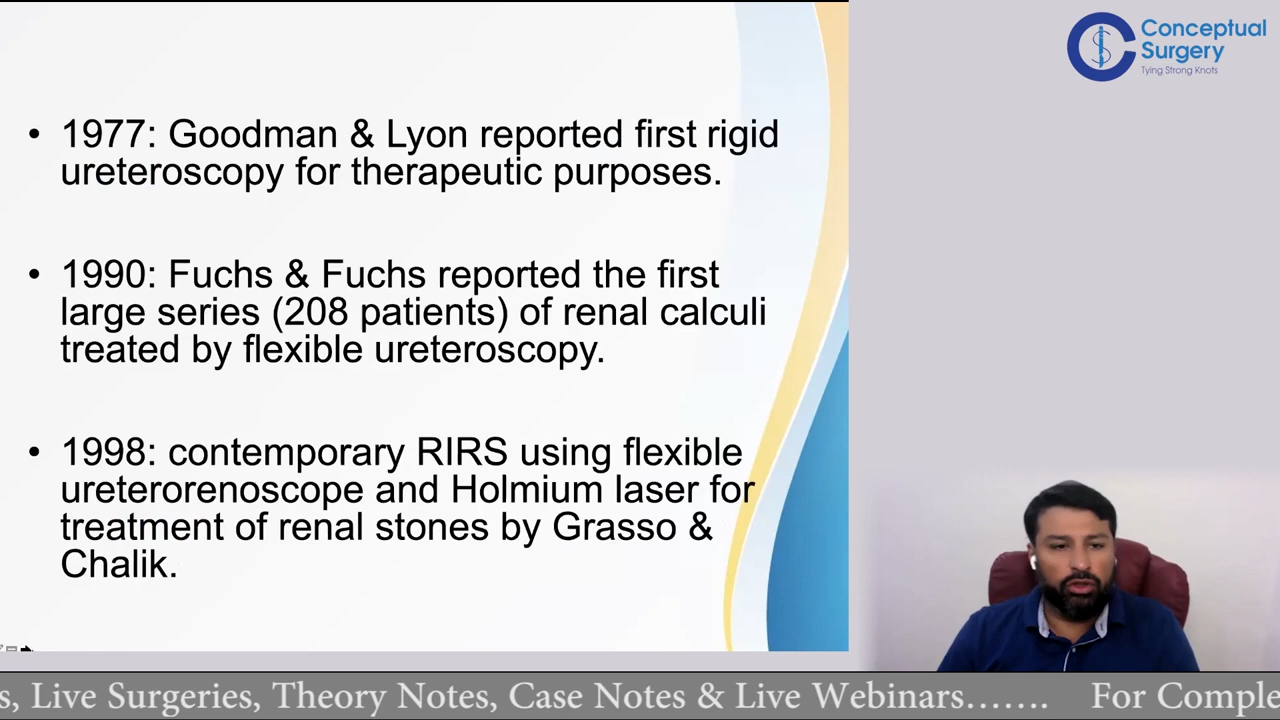 Conceptual
Surgery
Tying Strong Knots
• 1977: Goodman & Lyon reported first rigid
ureteroscopy for therapeutic purposes.
• 1990: Fuchs & Fuchs reported the first
large series (208 patients) of renal calculi
treated by flexible ureteroscopy.
• 1998: contemporary RIRS using flexible
ureterorenoscope and Holmium laser for
treatment of renal stones by Grasso &
Chalik.
s, Live Surgeries, Theory Notes, Case Notes & Live Webinars....... For Comple